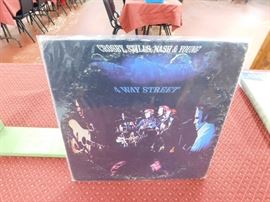 CROSBY, STILLS, NASH & YOUNG
4 WAY STREET